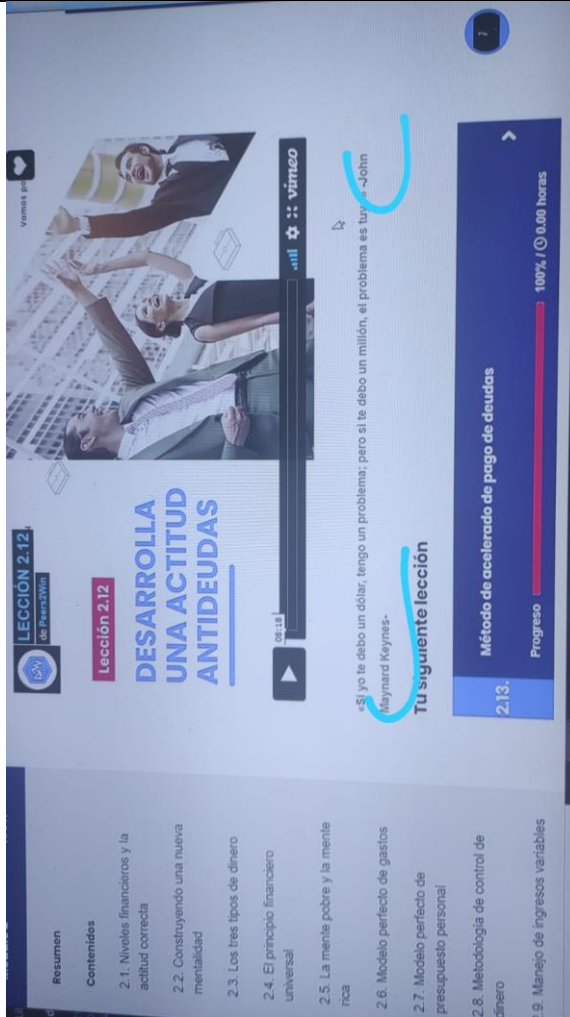 Resumen
Contenidos
2.1. Niveles financieros y la
actitud correcta
2.2. Construyendo una nueva
mentalidad
2.3. Los tres tipos de dinero
2.4. El principio financiero
universal
2.5. La mente pobre y la mente
rica
2.6. Modelo perfecto de gastos
2.7. Modelo perfecto de
presupuesto personal
2.8. Metodología de control de
dinero
2.9. Manejo de ingresos variables
LECCIÓN 2.12
de Peers2Win
Vamos po
Lección 2.12
DESARROLLA
UNA ACTITUD
ANTIDEUDAS
08:18
vimeo
«Si yo te debo un dólar, tengo un problema; pero si te debo un millón, el problema es tuyo» -John
Maynard Keynes-
Tu siguiente lección
2.13.
Método de acelerado de pago de deudas
Progreso
100% / 0.00 horas